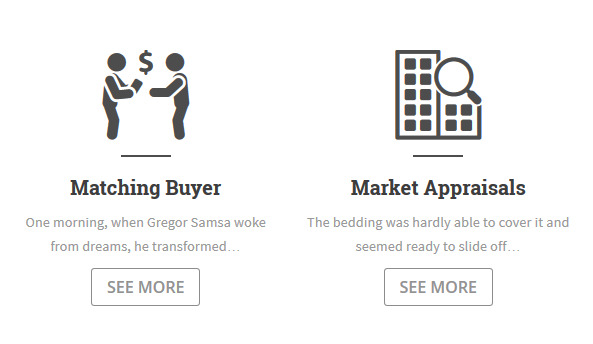 $
Matching Buyer
One morning, when Gregor Samsa woke
from dreams, he transformed…
SEE MORE
Market Appraisals
The bedding was hardly able to cover it and
seemed ready to slide off…
SEE MORE